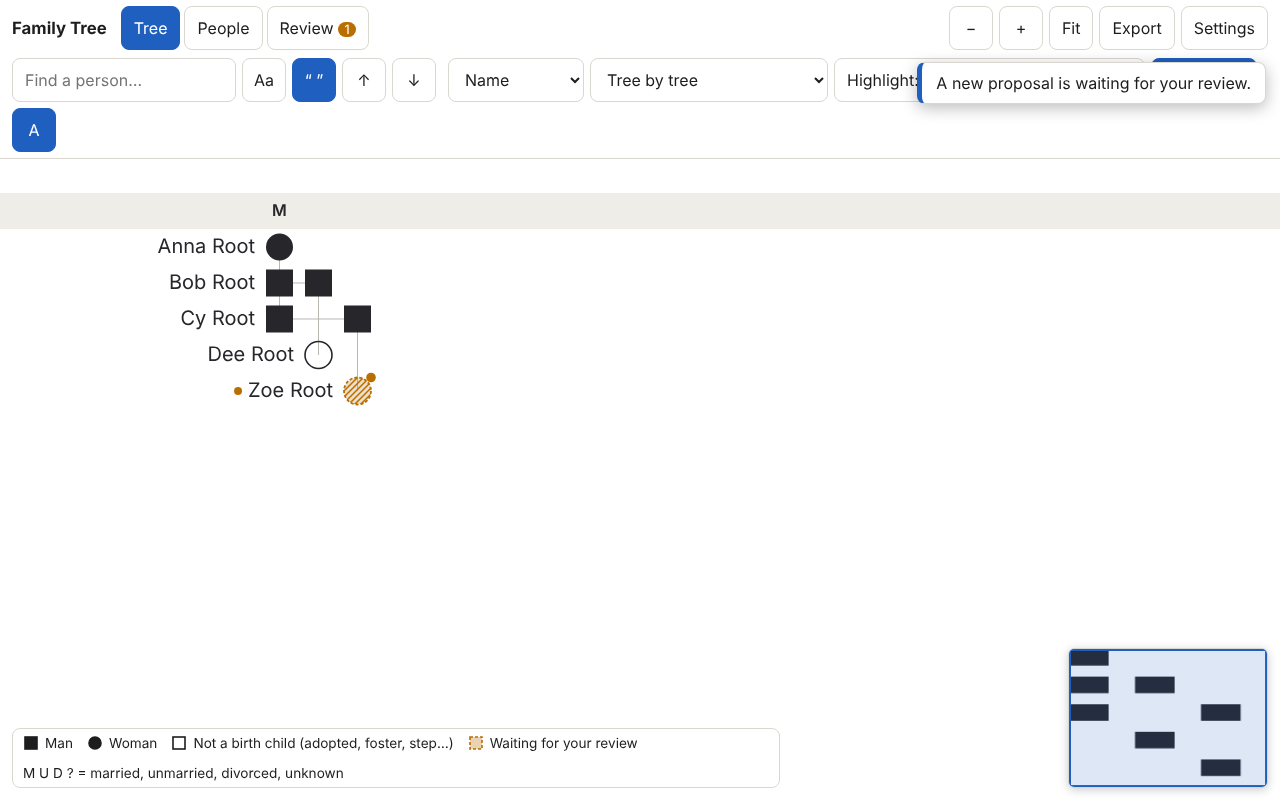 Family Tree Tree People Review 1 − + Fit Export Settings
Find a person... Aa “ ” ↑ ↓ Name Tree by tree Highlight: A new proposal is waiting for your review.
A
M
Anna Root
Bob Root
Cy Root
Dee Root
Zoe Root
Man Woman Not a birth child (adopted, foster, step...) Waiting for your review
M U D ? = married, unmarried, divorced, unknown